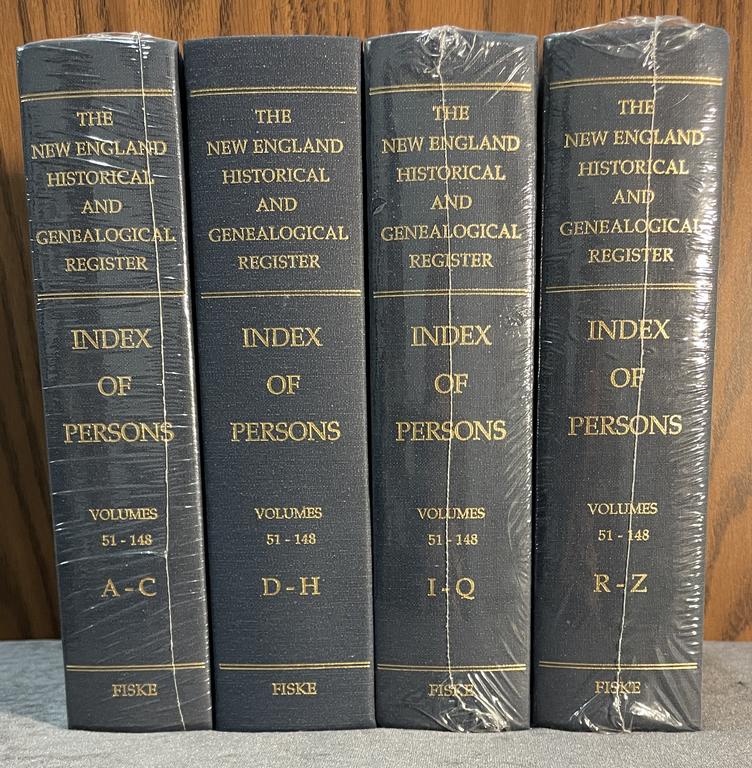 THE
NEW ENGLAND
HISTORICAL
AND
GENEALOGICAL
REGISTER
INDEX
OF
PERSONS
VOLUMES
51 - 148
A - C
FISKE
THE
NEW ENGLAND
HISTORICAL
AND
GENEALOGICAL
REGISTER
INDEX
OF
PERSONS
VOLUMES
51 - 148
D - H
FISKE
THE
NEW ENGLAND
HISTORICAL
AND
GENEALOGICAL
REGISTER
INDEX
OF
PERSONS
VOLUMES
51 - 148
I - Q
FISKE
THE
NEW ENGLAND
HISTORICAL
AND
GENEALOGICAL
REGISTER
INDEX
OF
PERSONS
VOLUMES
51 - 148
R - Z
FISKE